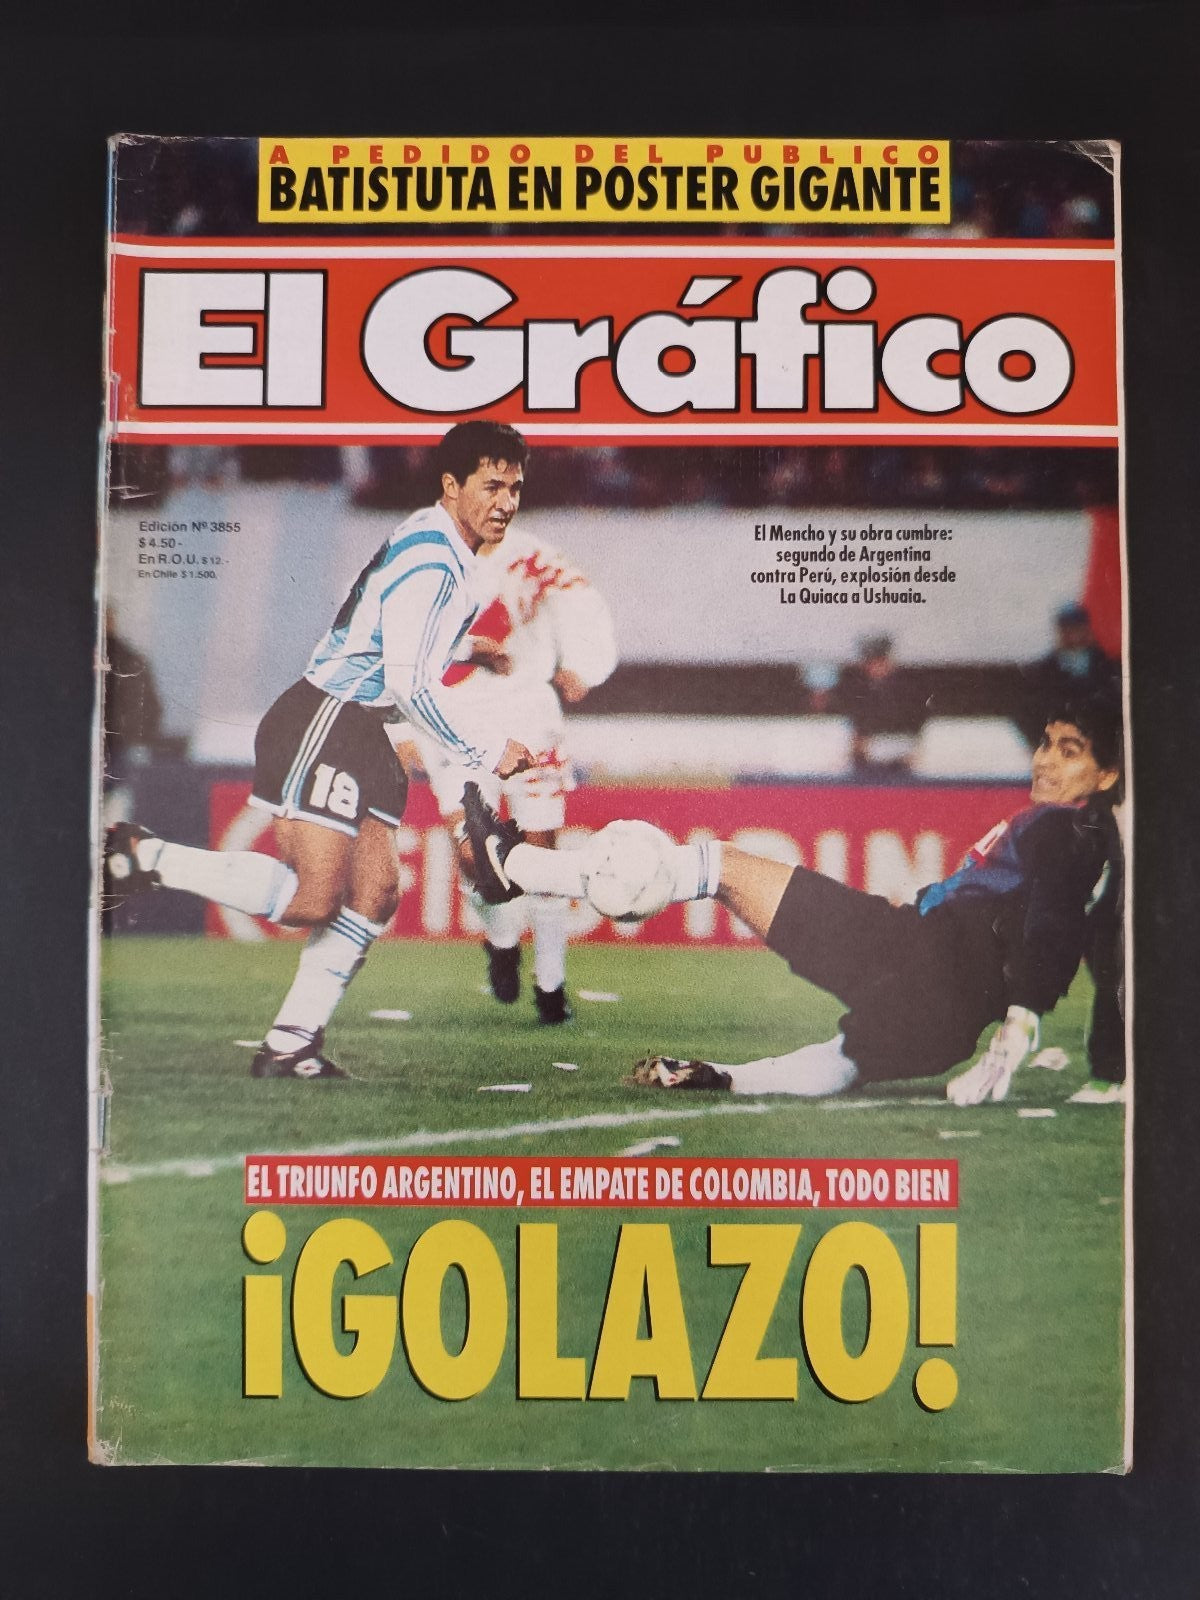 A PEDIDO DEL PUBLICO
BATISTUTA EN POSTER GIGANTE
El Gráfico
Edición Nº 3855
$ 4.50.-
En R.O.U. $ 12.-
En Chile $ 1.500.
El Mencho y su obra cumbre:
segundo de Argentina
contra Perú, explosión desde
La Quiaca a Ushuaia.
18
EL TRIUNFO ARGENTINO, EL EMPATE DE COLOMBIA, TODO BIEN
¡GOLAZO!